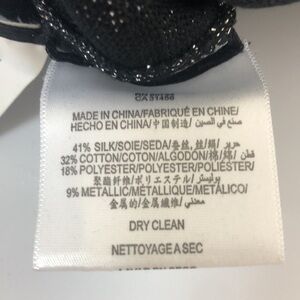 CA 31486
MADE IN CHINA/FABRIQUÉ EN CHINE/
HECHO EN CHINA/中国制造/ صنع في الصين
41% SILK/SOIE/SEDA/蚕丝, 丝/絹/ حرير
32% COTTON/COTON/ALGODÓN/棉/綿/ قطن
18% POLYESTER/POLYESTER/POLIÉSTER/
聚酯纤维/ポリエステル/ بوليستر
9% METALLIC/MÉTALLIQUE/METÁLICO/
金属的/金属繊維/ معدني
DRY CLEAN
NETTOYAGE A SEC